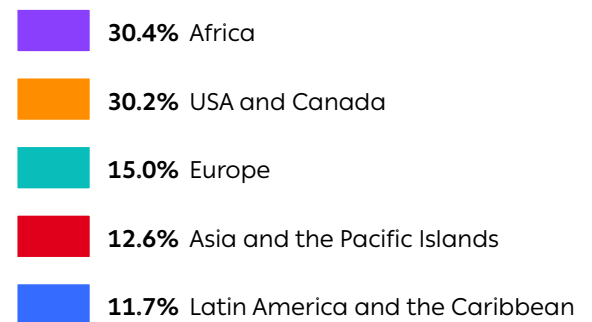 30.4% Africa
30.2% USA and Canada
15.0% Europe
12.6% Asia and the Pacific Islands
11.7% Latin America and the Caribbean